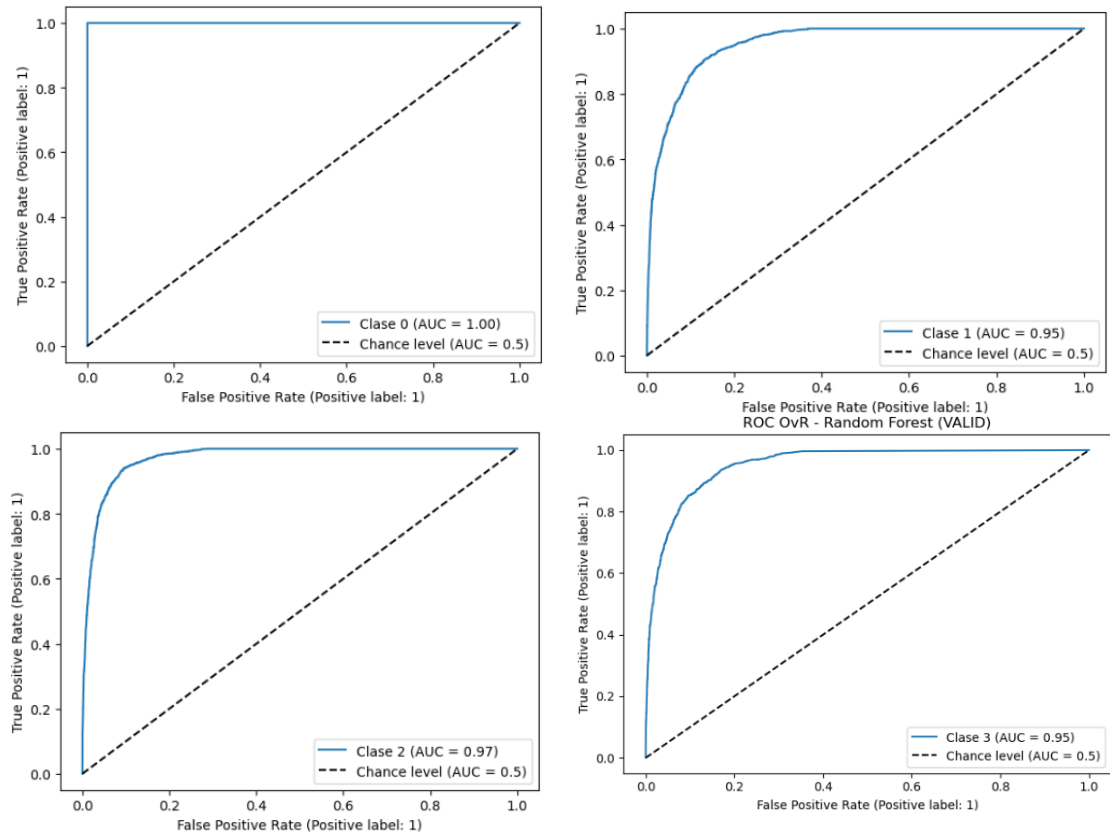 1.0
0.8
0.6
0.4
0.2
0.0
True Positive Rate (Positive label: 1)
Clase 0 (AUC = 1.00)
Chance level (AUC = 0.5)
0.0 0.2 0.4 0.6 0.8 1.0
False Positive Rate (Positive label: 1)
1.0
0.8
0.6
0.4
0.2
0.0
True Positive Rate (Positive label: 1)
Clase 1 (AUC = 0.95)
Chance level (AUC = 0.5)
0.0 0.2 0.4 0.6 0.8 1.0
False Positive Rate (Positive label: 1)
1.0
0.8
0.6
0.4
0.2
0.0
True Positive Rate (Positive label: 1)
Clase 2 (AUC = 0.97)
Chance level (AUC = 0.5)
0.0 0.2 0.4 0.6 0.8 1.0
False Positive Rate (Positive label: 1)
ROC OvR - Random Forest (VALID)
1.0
0.8
0.6
0.4
0.2
0.0
True Positive Rate (Positive label: 1)
Clase 3 (AUC = 0.95)
Chance level (AUC = 0.5)
0.0 0.2 0.4 0.6 0.8 1.0
False Positive Rate (Positive label: 1)